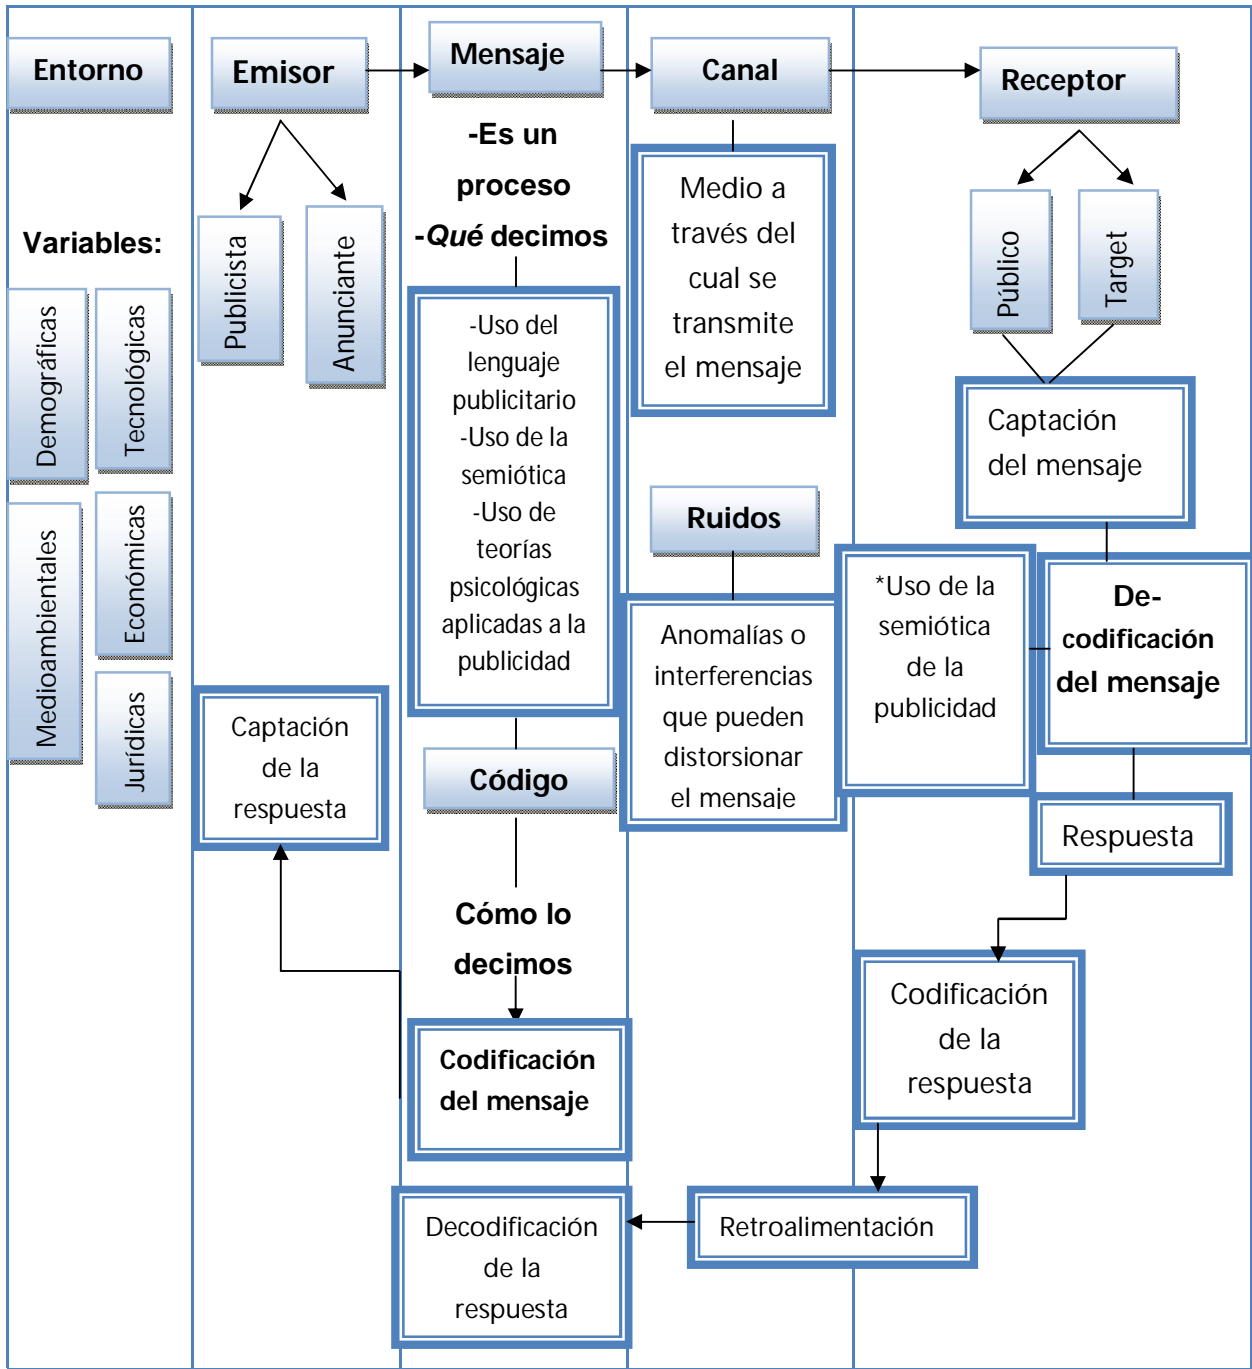 Entorno
Variables:
Demográficas
Tecnológicas
Medioambientales
Económicas
Jurídicas
Emisor
Publicista
Anunciante
Captación
de la
respuesta
Mensaje
-Es un
proceso
-Qué decimos
-Uso del
lenguaje
publicitario
-Uso de la
semiótica
-Uso de
teorías
psicológicas
aplicadas a la
publicidad
Código
Cómo lo
decimos
Codificación
del mensaje
Decodificación
de la
respuesta
Canal
Medio a
través del
cual se
transmite
el mensaje
Ruidos
Anomalías o
interferencias
que pueden
distorsionar
el mensaje
Receptor
Público
Target
Captación
del mensaje
*Uso de la
semiótica
de la
publicidad
De-
codificación
del mensaje
Respuesta
Codificación
de la
respuesta
Retroalimentación